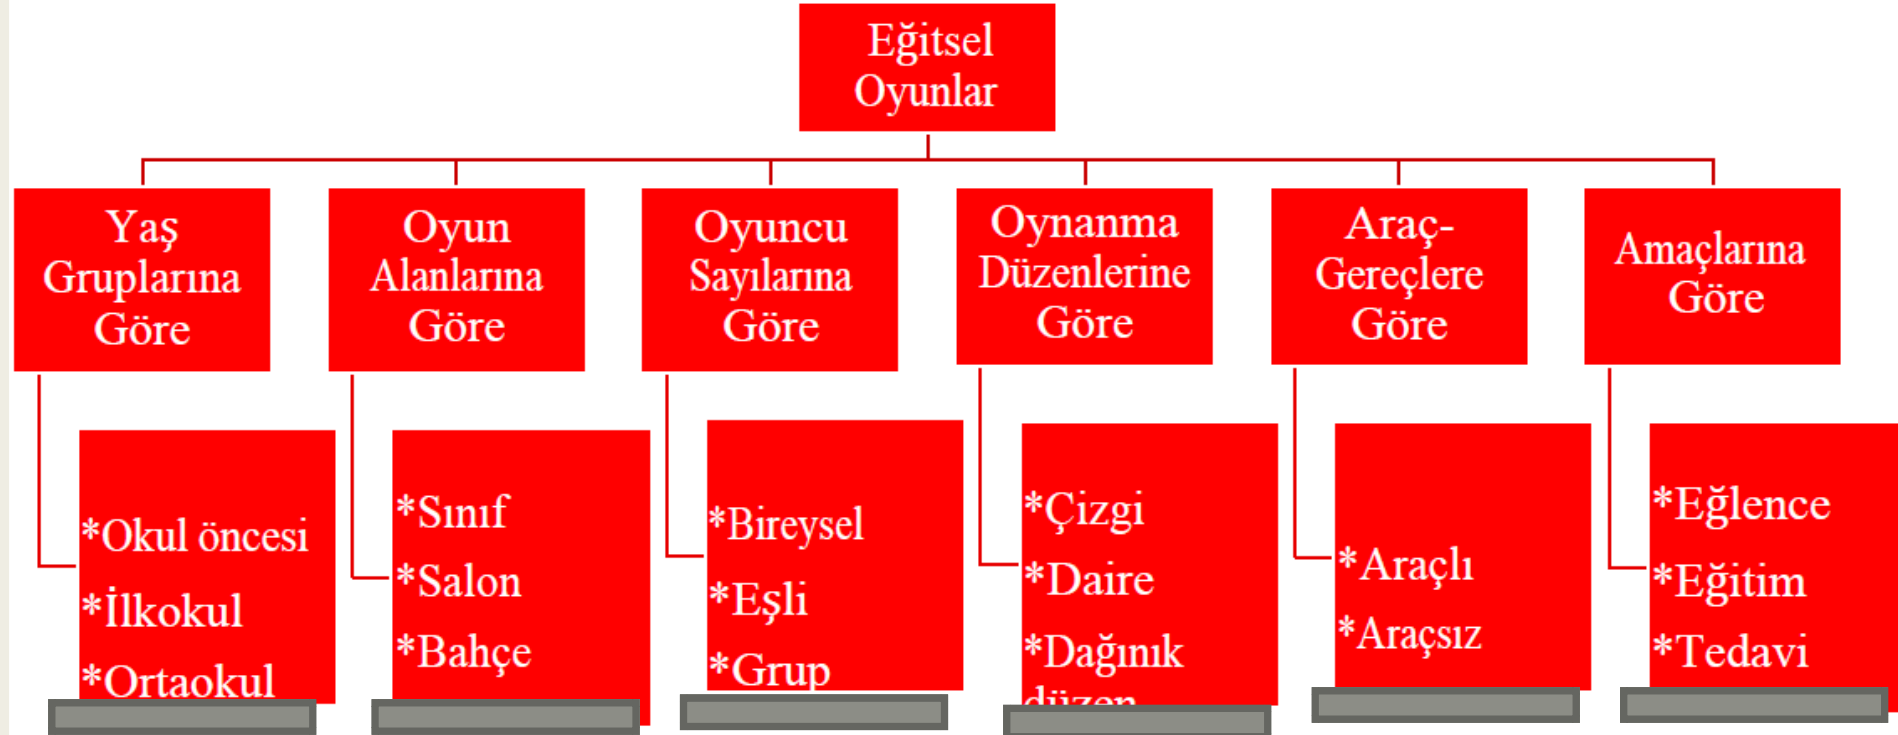 Eğitsel
Oyunlar
Yaş
Gruplarına
Göre
*Okul öncesi
*İlkokul
*Ortaokul
Oyun
Alanlarına
Göre
*Sınıf
*Salon
*Bahçe
Oyuncu
Sayılarına
Göre
*Bireysel
*Eşli
*Grup
Oynanma
Düzenlerine
Göre
*Çizgi
*Daire
*Dağınık
düzen
Araç-
Gereçlere
Göre
*Araçlı
*Araçsız
Amaçlarına
Göre
*Eğlence
*Eğitim
*Tedavi